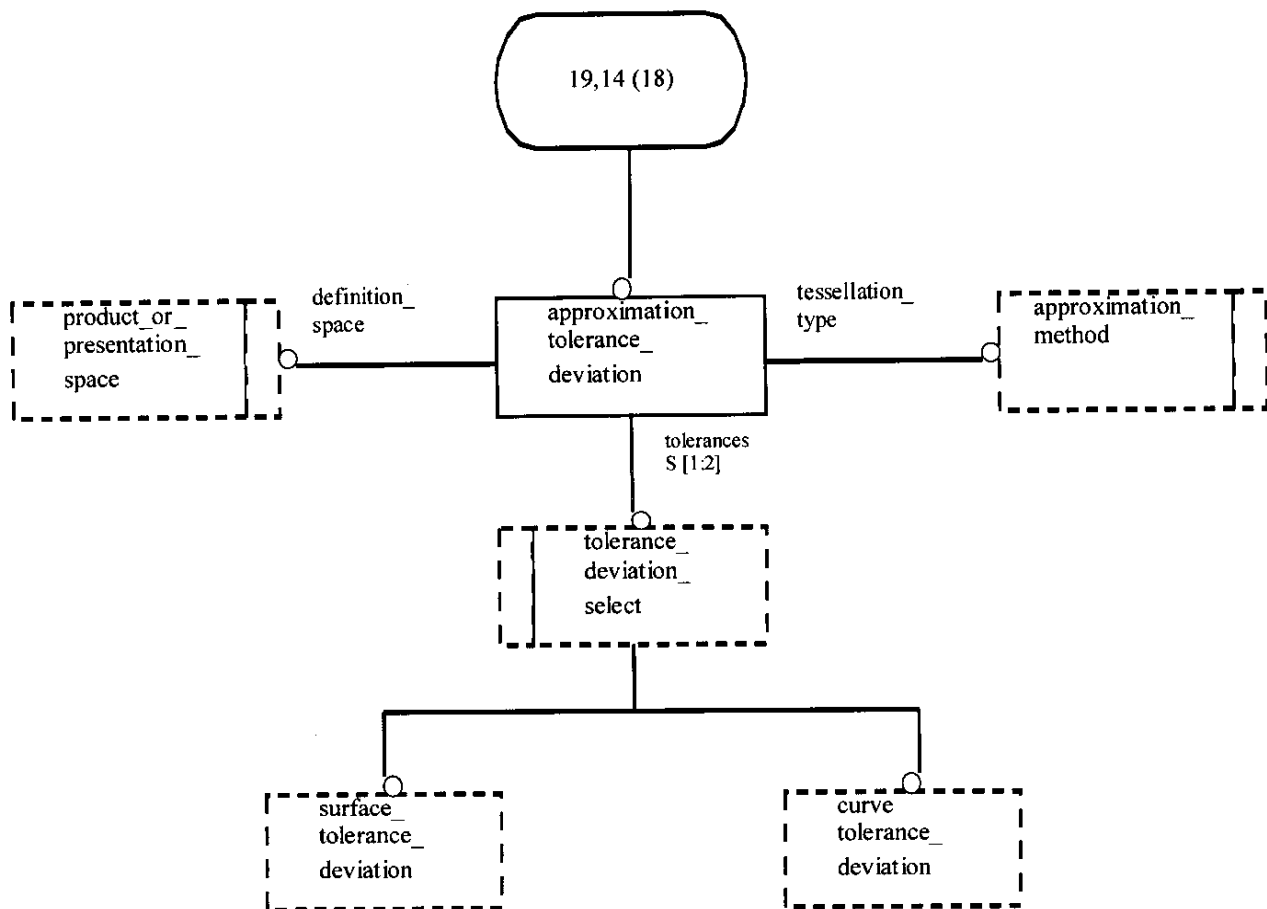 19,14 (18)
definition_
space
tessellation_
type
product_or_
presentation_
space
approximation_
tolerance_
deviation
approximation_
method
tolerances
S [1:2]
tolerance_
deviation_
select
surface_
tolerance_
deviation
curve
tolerance_
deviation